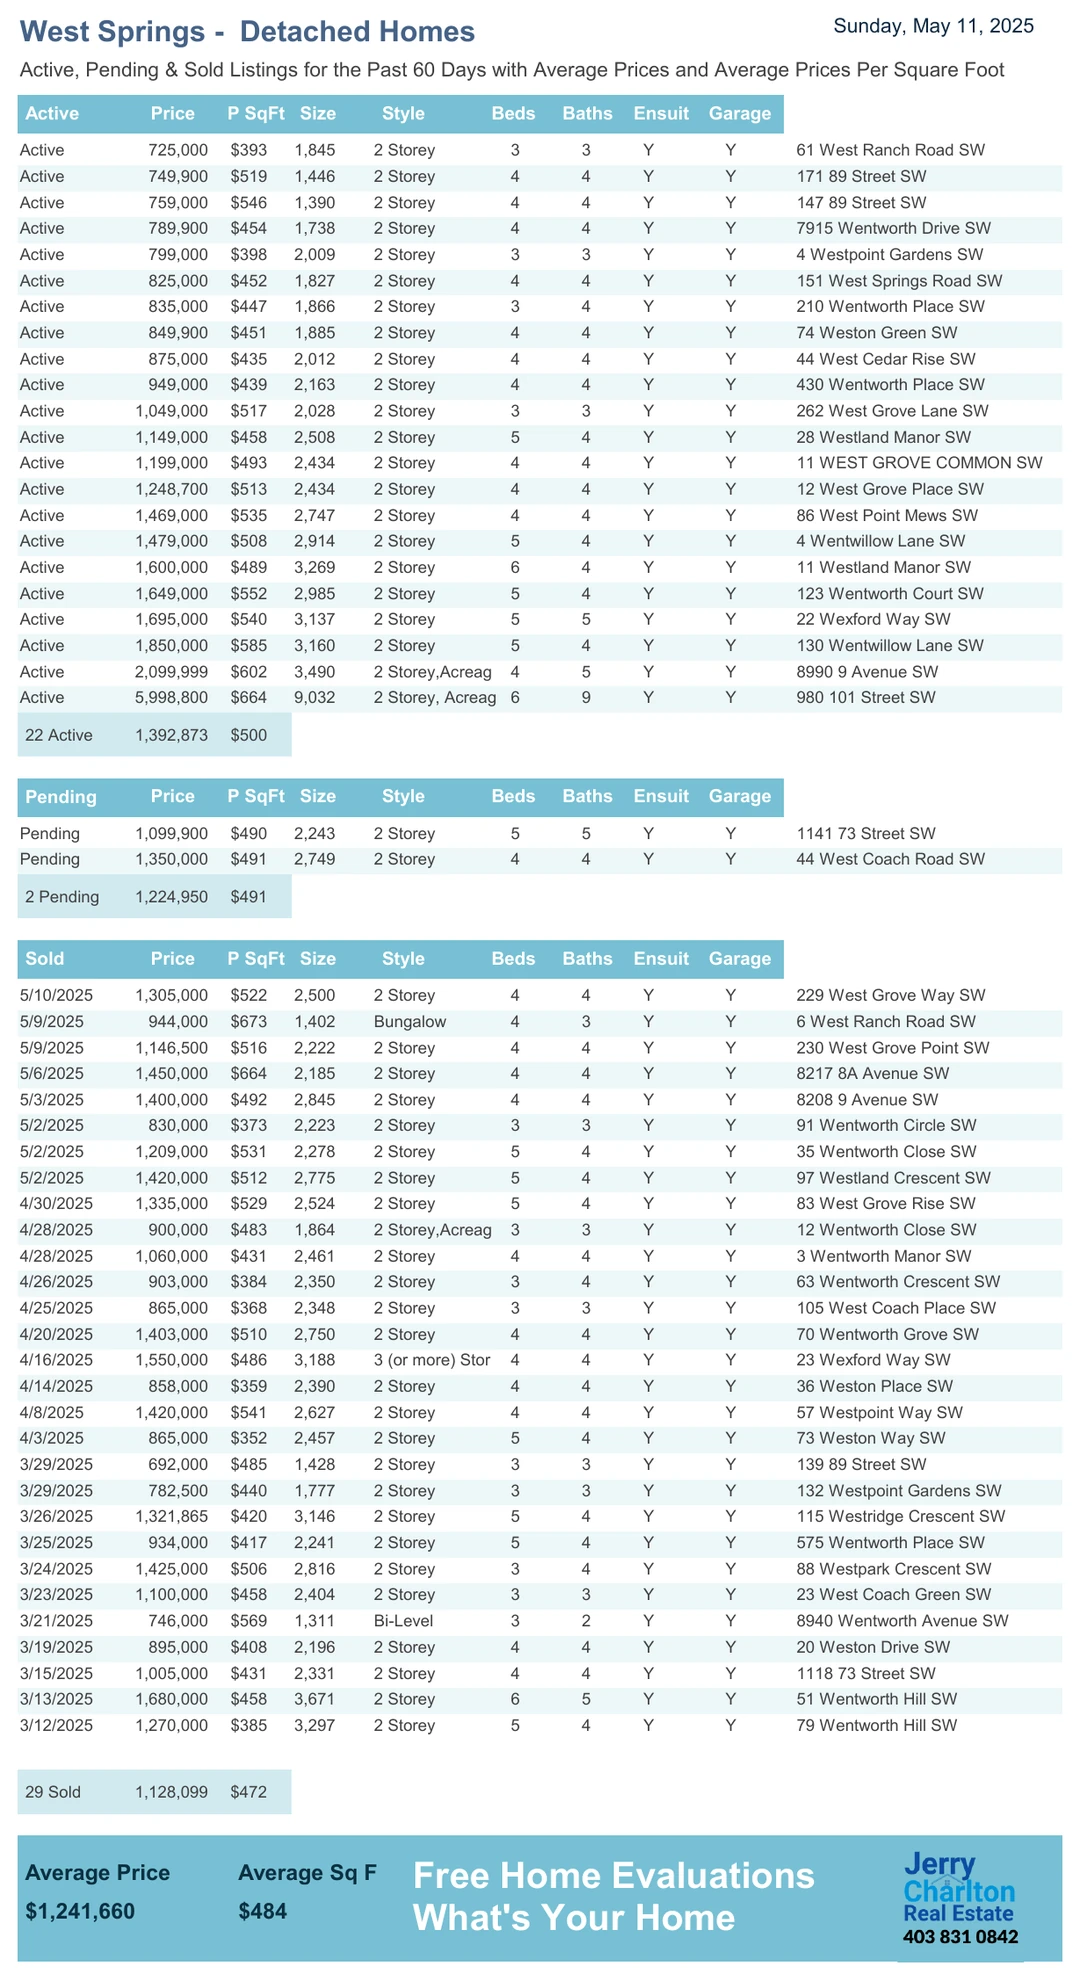 West Springs - Detached Homes
Sunday, May 11, 2025
Active, Pending & Sold Listings for the Past 60 Days with Average Prices and Average Prices Per Square Foot
Active Price P SqFt Size Style Beds Baths Ensuit Garage
Active 725,000 $393 1,845 2 Storey 3 3 Y Y 61 West Ranch Road SW
Active 749,900 $519 1,446 2 Storey 4 4 Y Y 171 89 Street SW
Active 759,000 $546 1,390 2 Storey 4 4 Y Y 147 89 Street SW
Active 789,900 $454 1,738 2 Storey 4 4 Y Y 7915 Wentworth Drive SW
Active 799,000 $398 2,009 2 Storey 3 3 Y Y 4 Westpoint Gardens SW
Active 825,000 $452 1,827 2 Storey 4 4 Y Y 151 West Springs Road SW
Active 835,000 $447 1,866 2 Storey 3 4 Y Y 210 Wentworth Place SW
Active 849,900 $451 1,885 2 Storey 4 4 Y Y 74 Weston Green SW
Active 875,000 $435 2,012 2 Storey 4 4 Y Y 44 West Cedar Rise SW
Active 949,000 $439 2,163 2 Storey 4 4 Y Y 430 Wentworth Place SW
Active 1,049,000 $517 2,028 2 Storey 3 3 Y Y 262 West Grove Lane SW
Active 1,149,000 $458 2,508 2 Storey 5 4 Y Y 28 Westland Manor SW
Active 1,199,000 $493 2,434 2 Storey 4 4 Y Y 11 WEST GROVE COMMON SW
Active 1,248,700 $513 2,434 2 Storey 4 4 Y Y 12 West Grove Place SW
Active 1,469,000 $535 2,747 2 Storey 4 4 Y Y 86 West Point Mews SW
Active 1,479,000 $508 2,914 2 Storey 5 4 Y Y 4 Wentwillow Lane SW
Active 1,600,000 $489 3,269 2 Storey 6 4 Y Y 11 Westland Manor SW
Active 1,649,000 $552 2,985 2 Storey 5 4 Y Y 123 Wentworth Court SW
Active 1,695,000 $540 3,137 2 Storey 5 5 Y Y 22 Wexford Way SW
Active 1,850,000 $585 3,160 2 Storey 5 4 Y Y 130 Wentwillow Lane SW
Active 2,099,999 $602 3,490 2 Storey,Acreag 4 5 Y Y 8990 9 Avenue SW
Active 5,998,800 $664 9,032 2 Storey, Acreag 6 9 Y Y 980 101 Street SW
22 Active 1,392,873 $500
Pending Price P SqFt Size Style Beds Baths Ensuit Garage
Pending 1,099,900 $490 2,243 2 Storey 5 5 Y Y 1141 73 Street SW
Pending 1,350,000 $491 2,749 2 Storey 4 4 Y Y 44 West Coach Road SW
2 Pending 1,224,950 $491
Sold Price P SqFt Size Style Beds Baths Ensuit Garage
5/10/2025 1,305,000 $522 2,500 2 Storey 4 4 Y Y 229 West Grove Way SW
5/9/2025 944,000 $673 1,402 Bungalow 4 3 Y Y 6 West Ranch Road SW
5/9/2025 1,146,500 $516 2,222 2 Storey 4 4 Y Y 230 West Grove Point SW
5/6/2025 1,450,000 $664 2,185 2 Storey 4 4 Y Y 8217 8A Avenue SW
5/3/2025 1,400,000 $492 2,845 2 Storey 4 4 Y Y 8208 9 Avenue SW
5/2/2025 830,000 $373 2,223 2 Storey 3 3 Y Y 91 Wentworth Circle SW
5/2/2025 1,209,000 $531 2,278 2 Storey 5 4 Y Y 35 Wentworth Close SW
5/2/2025 1,420,000 $512 2,775 2 Storey 5 4 Y Y 97 Westland Crescent SW
4/30/2025 1,335,000 $529 2,524 2 Storey 5 4 Y Y 83 West Grove Rise SW
4/28/2025 900,000 $483 1,864 2 Storey,Acreag 3 3 Y Y 12 Wentworth Close SW
4/28/2025 1,060,000 $431 2,461 2 Storey 4 4 Y Y 3 Wentworth Manor SW
4/26/2025 903,000 $384 2,350 2 Storey 3 4 Y Y 63 Wentworth Crescent SW
4/25/2025 865,000 $368 2,348 2 Storey 3 3 Y Y 105 West Coach Place SW
4/20/2025 1,403,000 $510 2,750 2 Storey 4 4 Y Y 70 Wentworth Grove SW
4/16/2025 1,550,000 $486 3,188 3 (or more) Stor 4 4 Y Y 23 Wexford Way SW
4/14/2025 858,000 $359 2,390 2 Storey 4 4 Y Y 36 Weston Place SW
4/8/2025 1,420,000 $541 2,627 2 Storey 4 4 Y Y 57 Westpoint Way SW
4/3/2025 865,000 $352 2,457 2 Storey 5 4 Y Y 73 Weston Way SW
3/29/2025 692,000 $485 1,428 2 Storey 3 3 Y Y 139 89 Street SW
3/29/2025 782,500 $440 1,777 2 Storey 3 3 Y Y 132 Westpoint Gardens SW
3/26/2025 1,321,865 $420 3,146 2 Storey 5 4 Y Y 115 Westridge Crescent SW
3/25/2025 934,000 $417 2,241 2 Storey 5 4 Y Y 575 Wentworth Place SW
3/24/2025 1,425,000 $506 2,816 2 Storey 3 4 Y Y 88 Westpark Crescent SW
3/23/2025 1,100,000 $458 2,404 2 Storey 3 3 Y Y 23 West Coach Green SW
3/21/2025 746,000 $569 1,311 Bi-Level 3 2 Y Y 8940 Wentworth Avenue SW
3/19/2025 895,000 $408 2,196 2 Storey 4 4 Y Y 20 Weston Drive SW
3/15/2025 1,005,000 $431 2,331 2 Storey 4 4 Y Y 1118 73 Street SW
3/13/2025 1,680,000 $458 3,671 2 Storey 6 5 Y Y 51 Wentworth Hill SW
3/12/2025 1,270,000 $385 3,297 2 Storey 5 4 Y Y 79 Wentworth Hill SW
29 Sold 1,128,099 $472
Average Price Average Sq F
$1,241,660 $484
Free Home Evaluations
What's Your Home
Jerry
Charlton
Real Estate
403 831 0842